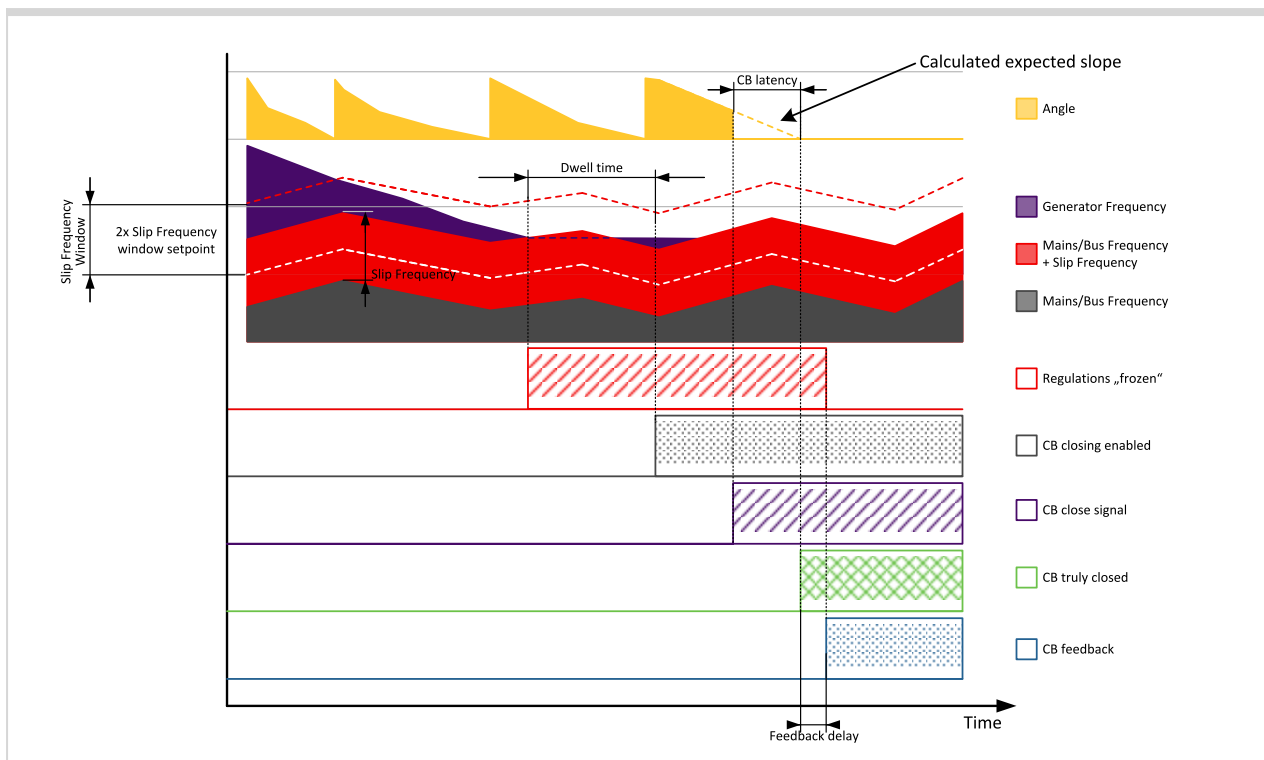 Calculated expected slope
CB latency
Angle
Dwell time
Slip Frequency
Window
2x Slip Frequency
window setpoint
Slip Frequency
Generator Frequency
Mains/Bus Frequency
+ Slip Frequency
Mains/Bus Frequency
Regulations „frozen“
CB closing enabled
CB close signal
CB truly closed
CB feedback
Time
Feedback delay